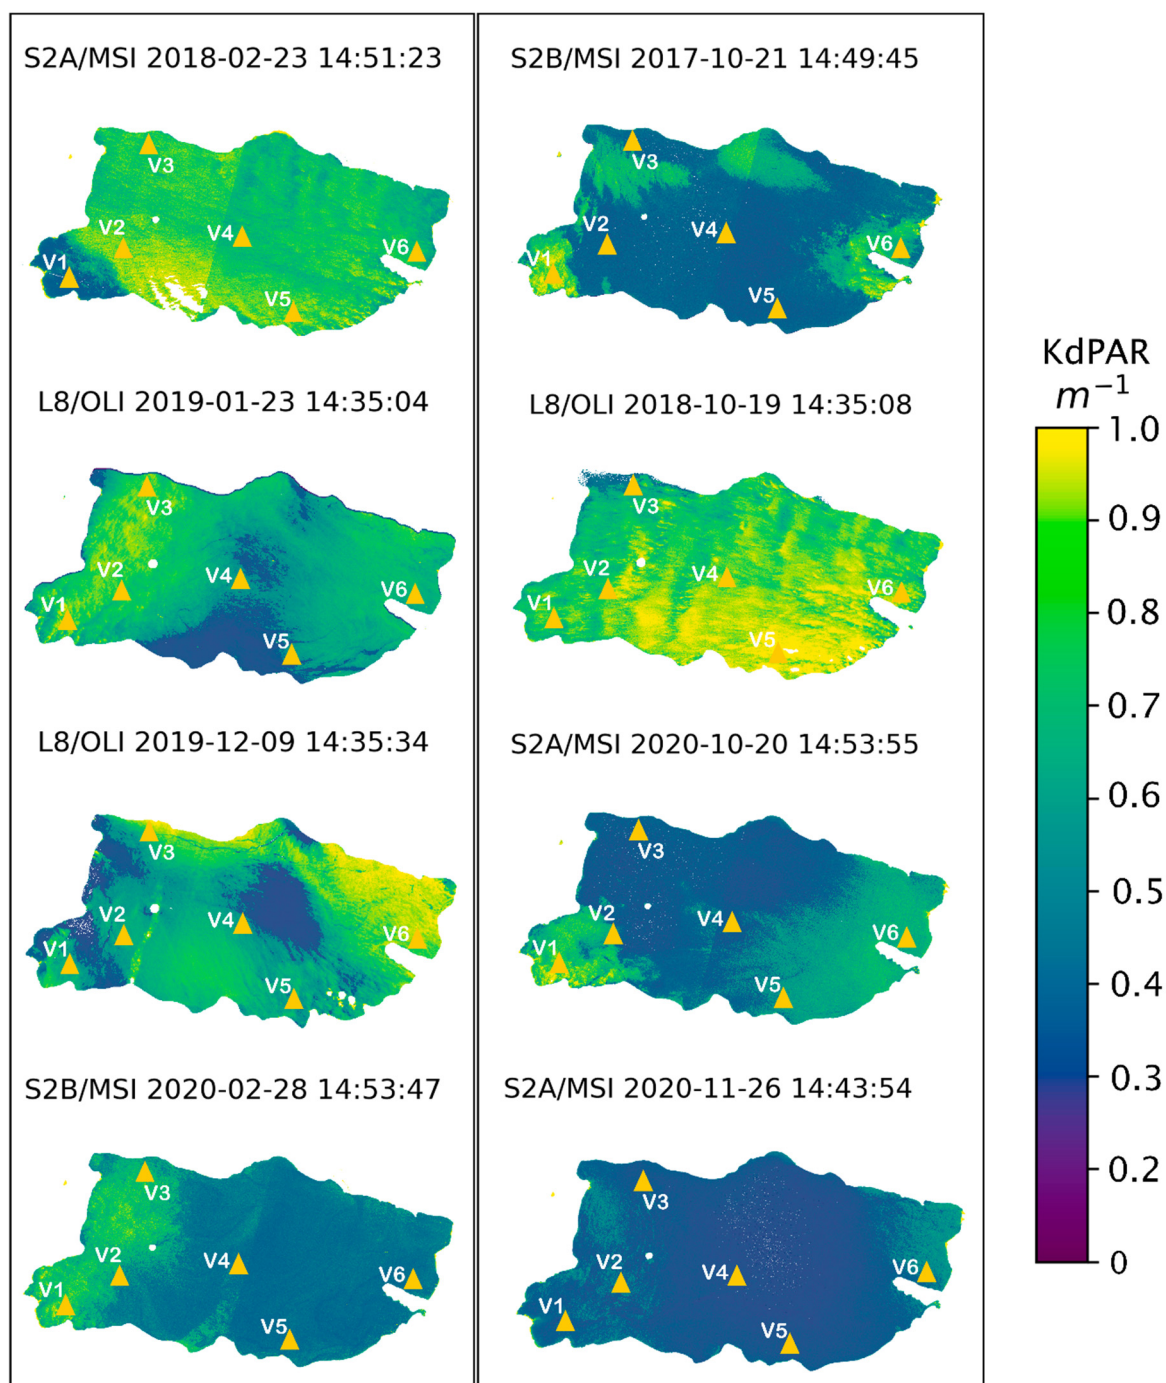 S2A/MSI 2018-02-23 14:51:23
V3
V2
V4
V6
V1
V5
S2B/MSI 2017-10-21 14:49:45
V3
V2
V4
V6
V1
V5
L8/OLI 2019-01-23 14:35:04
V3
V2
V4
V6
V1
V5
L8/OLI 2018-10-19 14:35:08
V3
V2
V4
V6
V1
V5
L8/OLI 2019-12-09 14:35:34
V3
V2
V4
V6
V1
V5
S2A/MSI 2020-10-20 14:53:55
V3
V2
V4
V6
V1
V5
S2B/MSI 2020-02-28 14:53:47
V3
V2
V4
V6
V1
V5
S2A/MSI 2020-11-26 14:43:54
V3
V2
V4
V6
V1
V5
KdPAR
m⁻¹
1.0
0.9
0.8
0.7
0.6
0.5
0.4
0.3
0.2
0